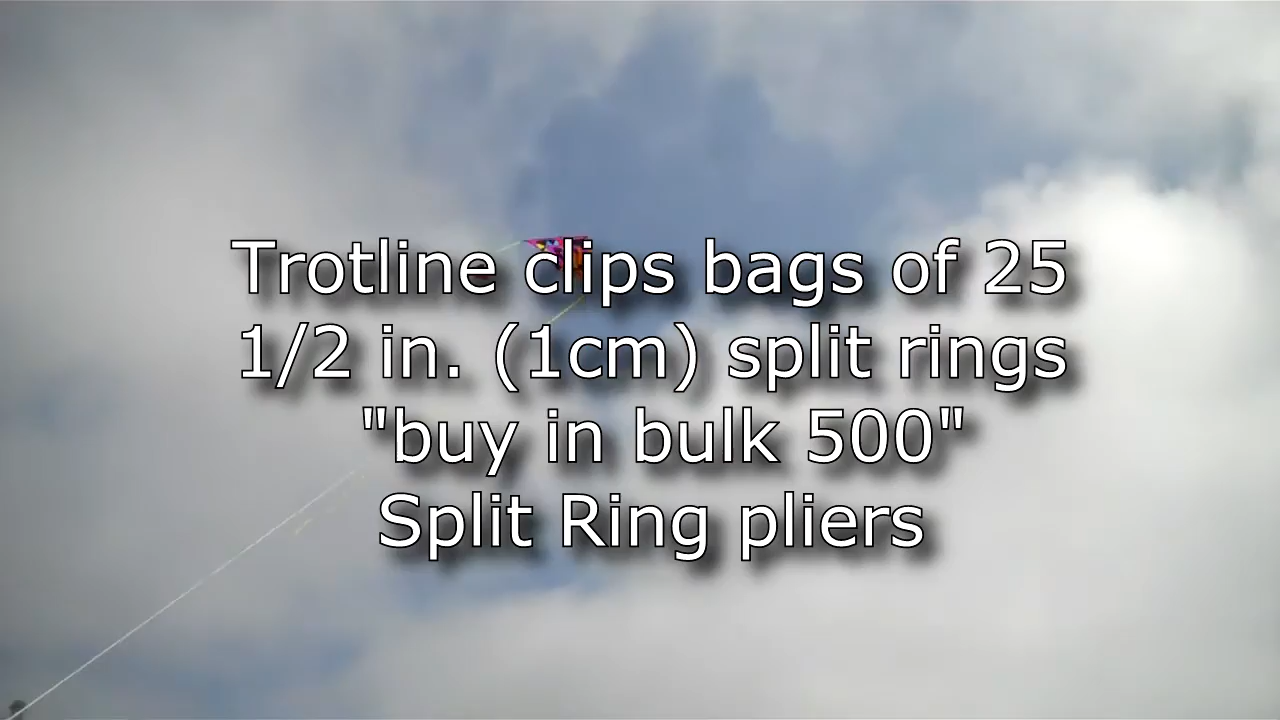 Trotline clips bags of 25
1/2 in. (1cm) split rings
"buy in bulk 500"
Split Ring pliers